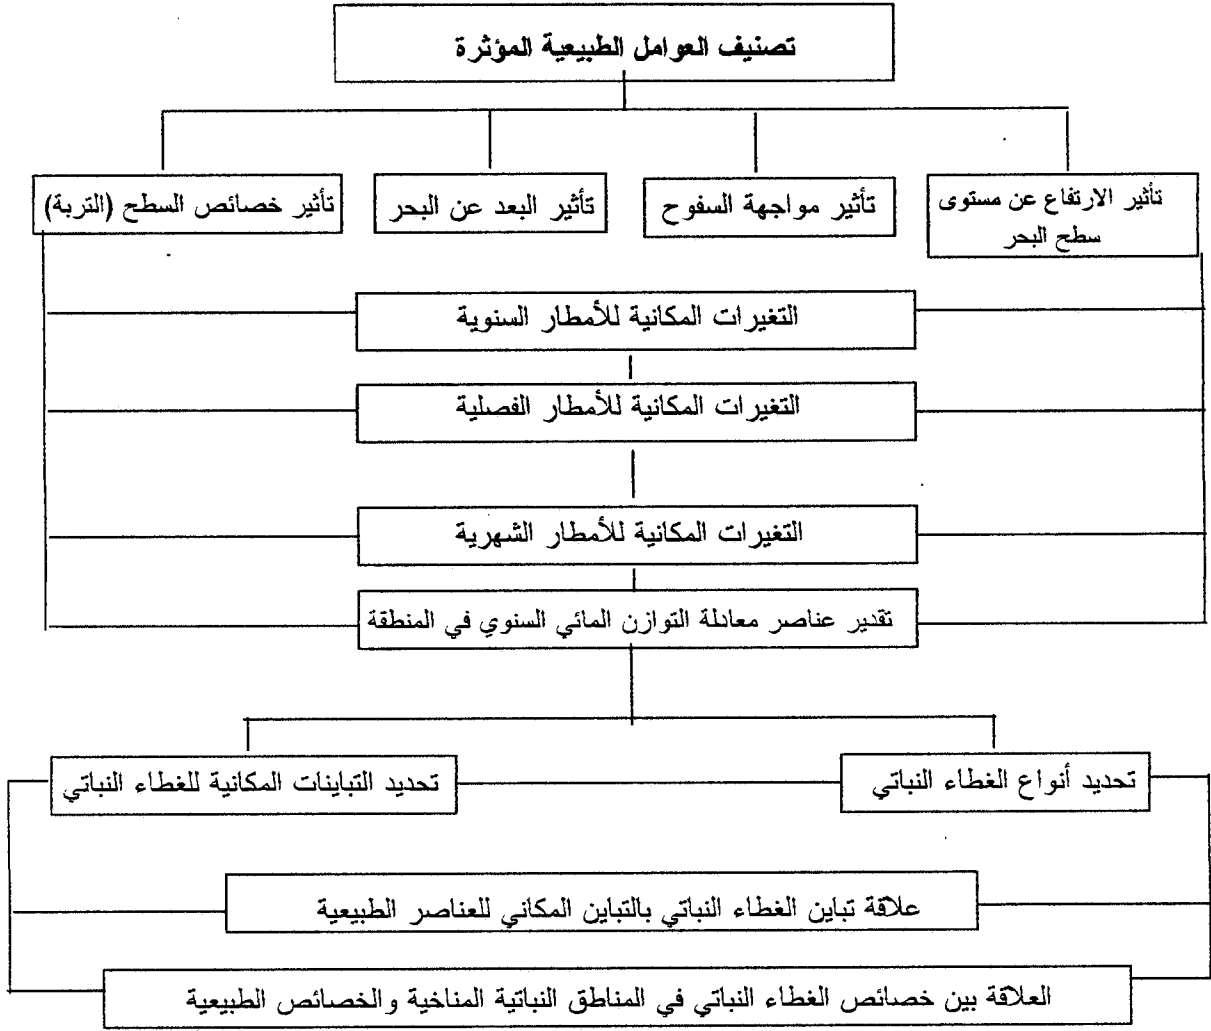 تصنيف العوامل الطبيعية المؤثرة
تأثير الارتفاع عن مستوى
سطح البحر
تأثير مواجهة السفوح
تأثير البعد عن البحر
تأثير خصائص السطح (التربة)
التغيرات المكانية للأمطار السنوية
التغيرات المكانية للأمطار الفصلية
التغيرات المكانية للأمطار الشهرية
تقدير عناصر معادلة التوازن المائي السنوي في المنطقة
تحديد أنواع الغطاء النباتي
تحديد التباينات المكانية للغطاء النباتي
علاقة تباين الغطاء النباتي بالتباين المكاني للعناصر الطبيعية
العلاقة بين خصائص الغطاء النباتي في المناطق النباتية المناخية والخصائص الطبيعية